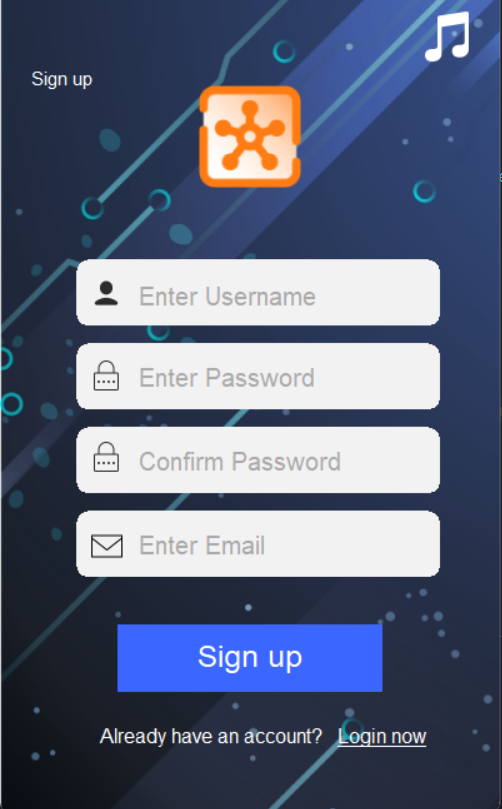 Sign up
Enter Username
Enter Password
Confirm Password
Enter Email
Sign up
Already have an account? Login now